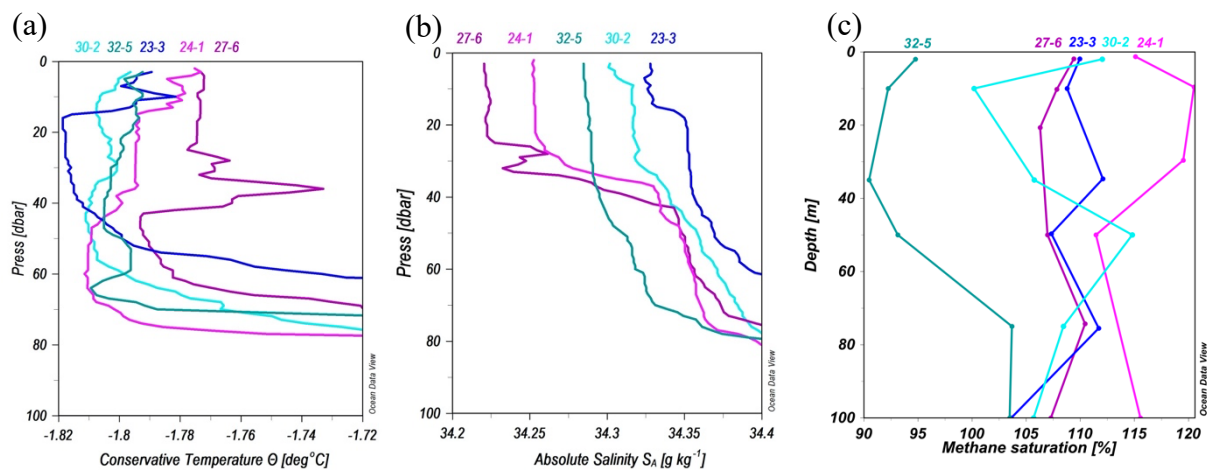 (a)
30-2 32-5 23-3 24-1 27-6
0
20
40
60
80
100
Press [dbar]
-1.82 -1.8 -1.78 -1.76 -1.74 -1.72
Conservative Temperature Θ [deg°C]
Ocean Data View
(b)
27-6 24-1 32-5 30-2 23-3
0
20
40
60
80
100
Press [dbar]
34.2 34.25 34.3 34.35 34.4
Absolute Salinity SA [g kg-1]
Ocean Data View
(c)
32-5 27-6 23-3 30-2 24-1
0
20
40
60
80
100
Depth [m]
90 95 100 105 110 115 120
Methane saturation [%]
Ocean Data View